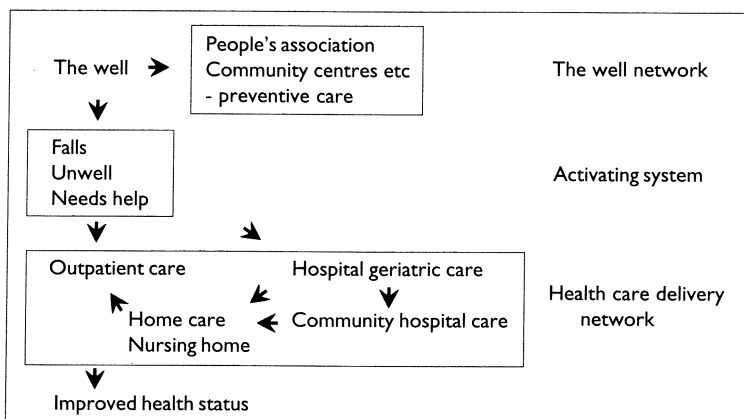 The well
People's association
Community centres etc
- preventive care
The well network
Falls
Unwell
Needs help
Activating system
Outpatient care
Hospital geriatric care
Home care
Nursing home
Community hospital care
Health care delivery
network
Improved health status